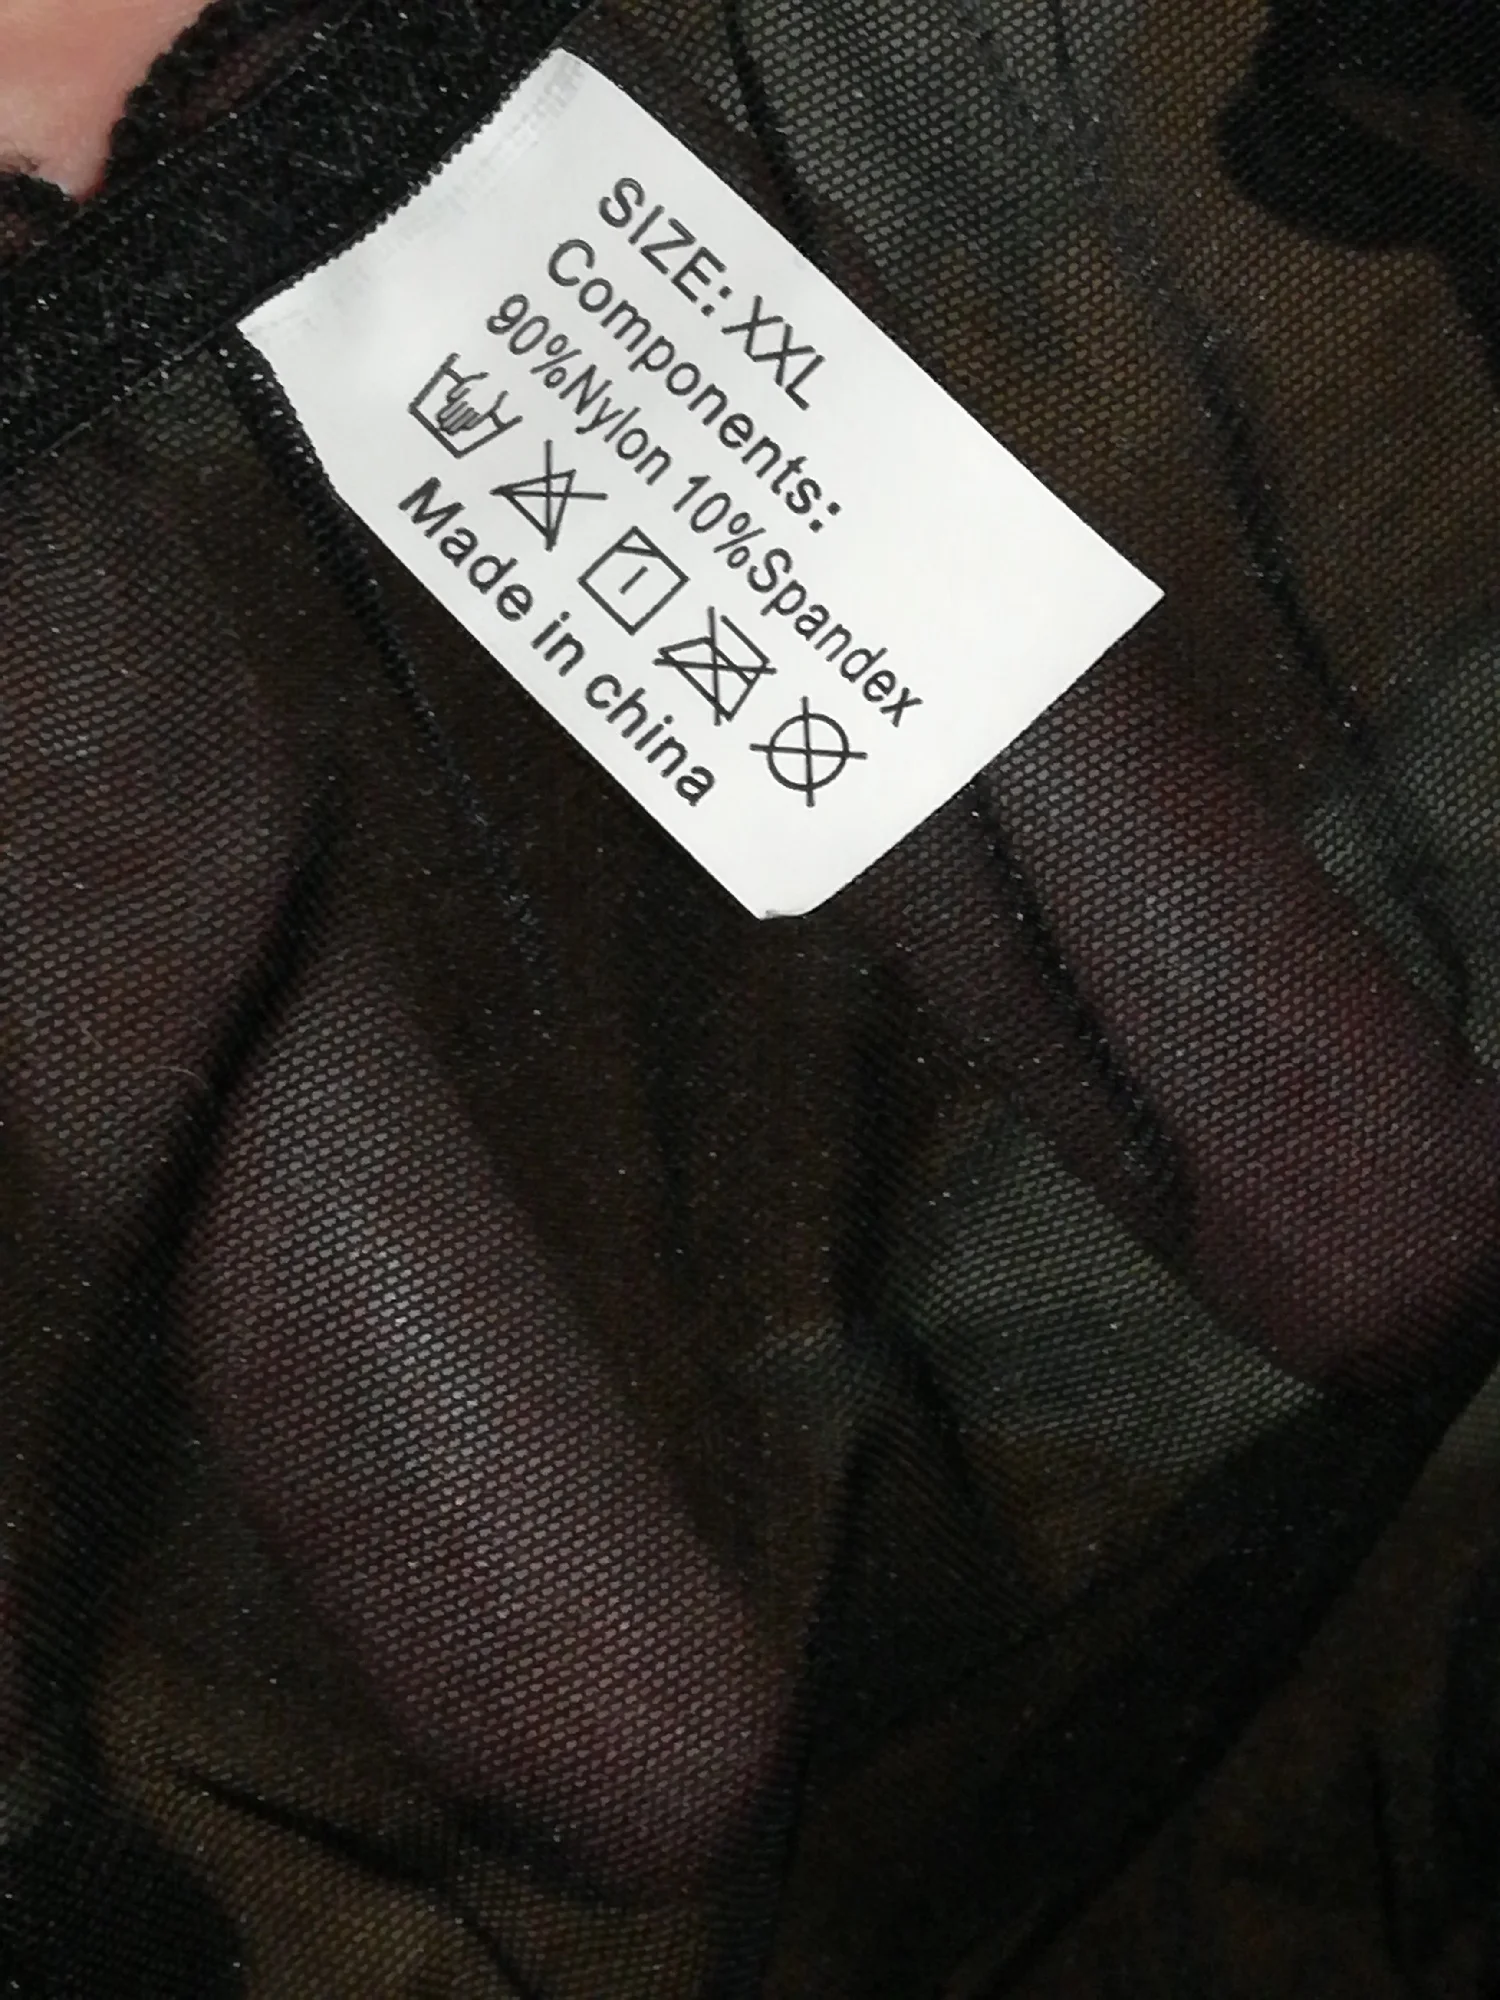 SIZE: XXL
Components:
90%Nylon 10%Spandex
Made in china